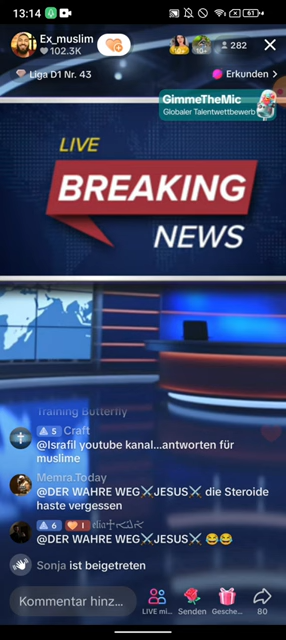 13:14
61
Ex_muslim
102.3K
10+
282
Liga D1 Nr. 43
Erkunden
GimmeTheMic
Globaler Talentwettbewerb
LIVE
BREAKING
NEWS
Training Butterfly
5 Craft
@Israfil youtube kanal...antworten für
muslime
Memra.Today
@DER WAHRE WEG⚔️JESUS⚔️ die Steroide
haste vergessen
6 I
@DER WAHRE WEG⚔️JESUS⚔️ 😂😂
Sonja ist beigetreten
Kommentar hinz...
LIVE mi...
Senden
Gesche...
80